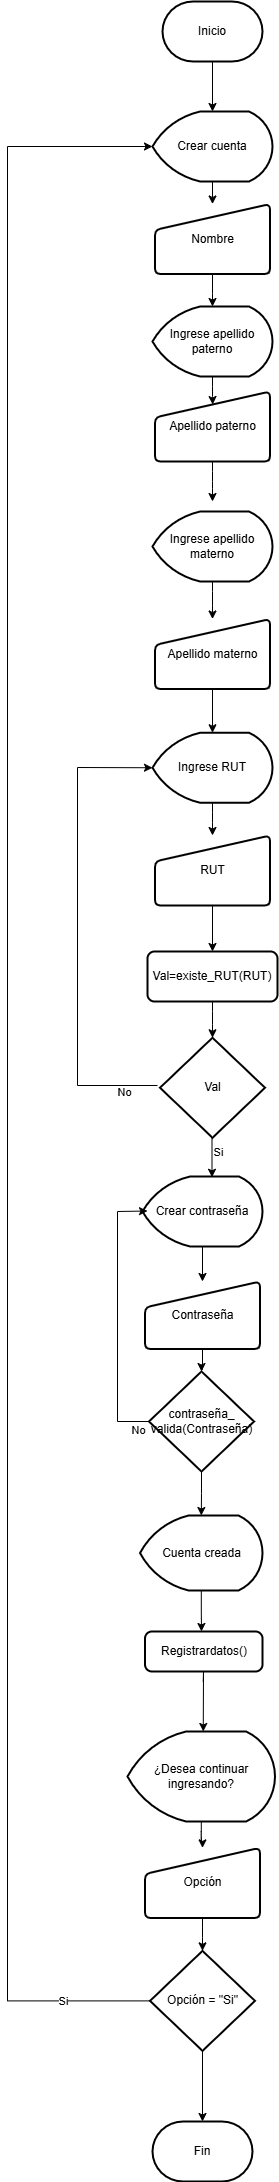 Inicio
Crear cuenta
Nombre
Ingrese apellido
paterno
Apellido paterno
Ingrese apellido
materno
Apellido materno
Ingrese RUT
RUT
Val=existe_RUT(RUT)
Val
No
Si
Crear contraseña
Contraseña
contraseña_
valida(Contraseña)
No
Cuenta creada
Registrardatos()
¿Desea continuar
ingresando?
Opción
Opción = "Si"
Si
Fin